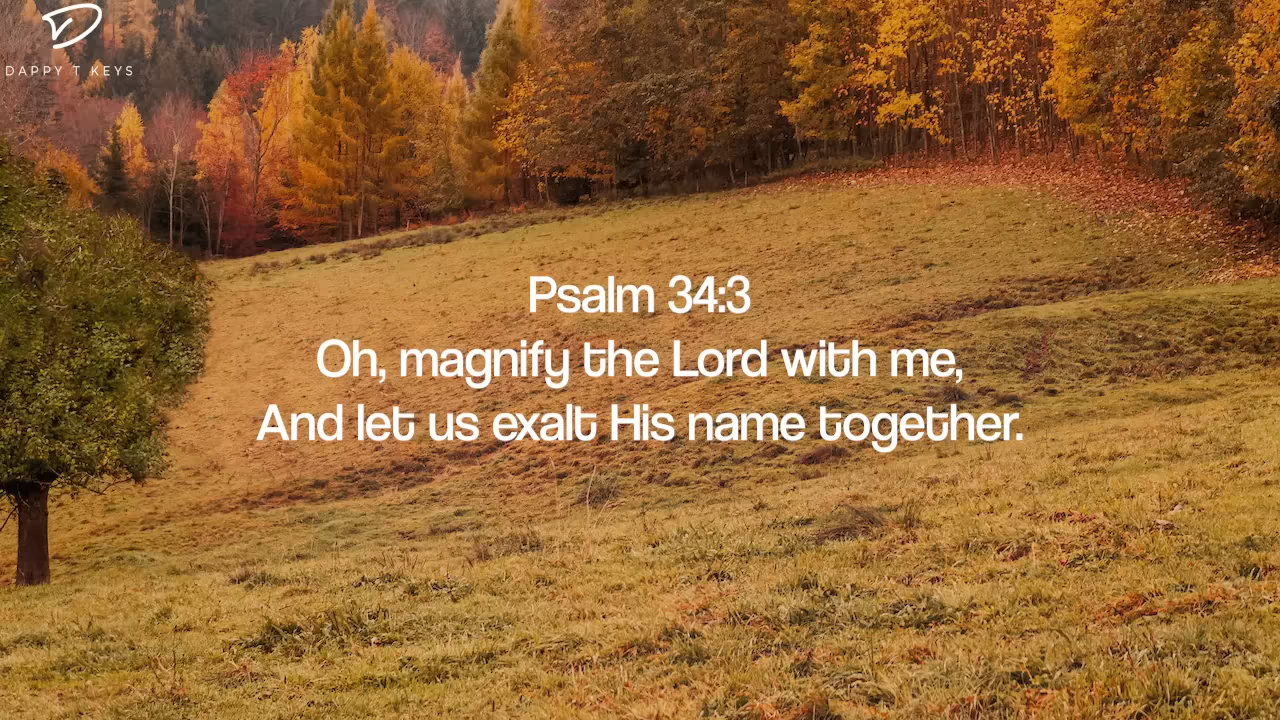 DAPPY T KEYS
Psalm 34:3
Oh, magnify the Lord with me,
And let us exalt His name together.